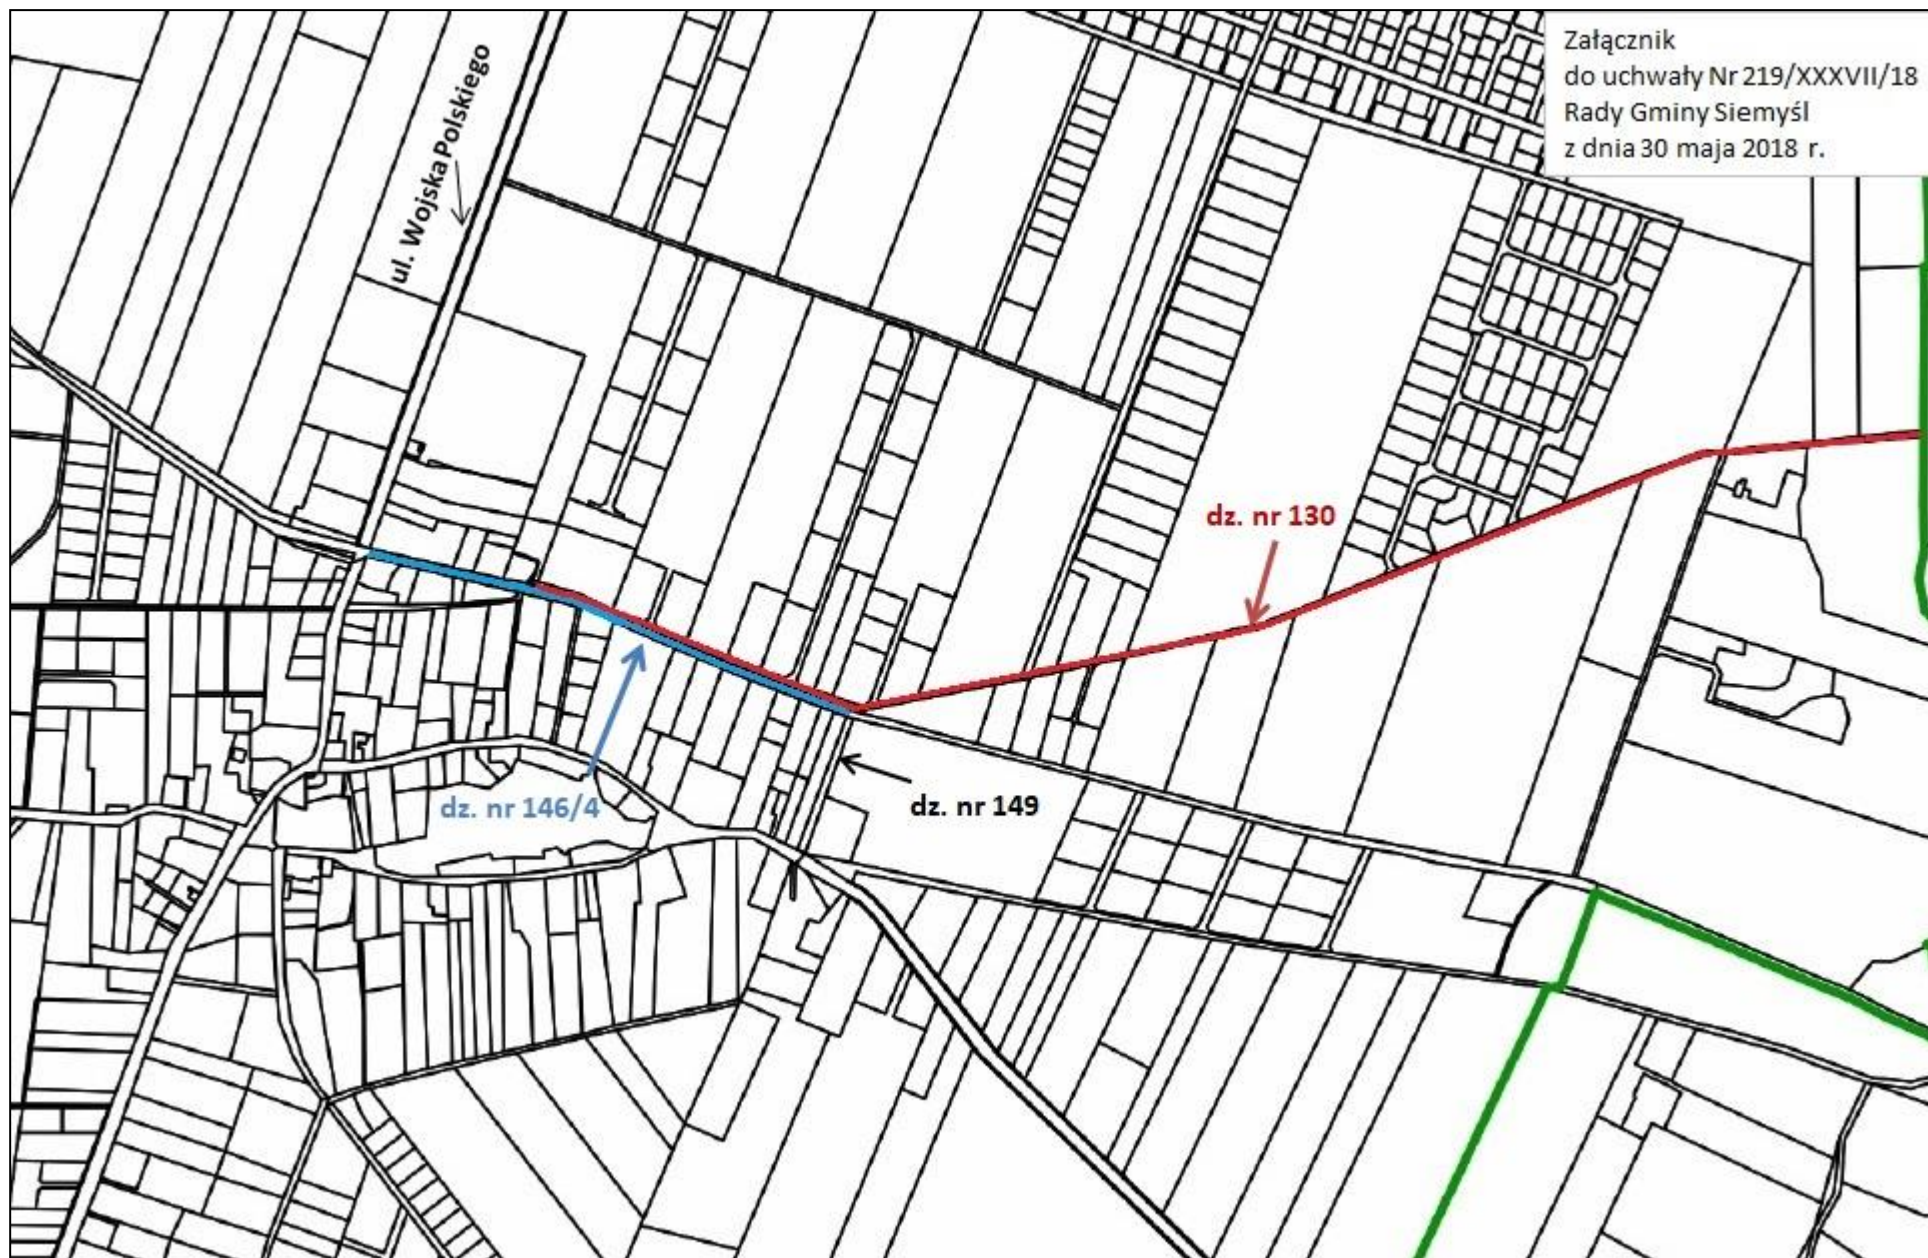 Załącznik
do uchwały Nr 219/XXXVII/18
Rady Gminy Siemyśl
z dnia 30 maja 2018 r.
ul. Wojska Polskiego
dz. nr 130
dz. nr 146/4
dz. nr 149